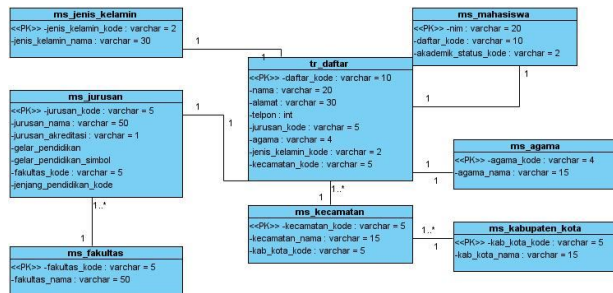 ms_jenis_kelamin
<<PK>> -jenis_kelamin_kode : varchar = 2
-jenis_kelamin_nama : varchar = 30
1
1
ms_mahasiswa
<<PK>> -nim : varchar = 20
-daftar_kode : varchar = 10
-akademik_status_kode : varchar = 2
1
1
tr_daftar
<<PK>> -daftar_kode : varchar = 10
-nama : varchar = 20
-alamat : varchar = 30
-telpon : int
-jurusan_kode : varchar = 5
-agama : varchar = 4
-jenis_kelamin_kode : varchar = 2
-kecamatan_kode : varchar = 5
ms_jurusan
<<PK>> -jurusan_kode : varchar = 5
-jurusan_nama : varchar = 50
-jurusan_akreditasi : varchar = 1
-gelar_pendidikan
-gelar_pendidikan_simbol
-fakultas_kode : varchar = 5
-jenjang_pendidikan_kode
1
1
ms_agama
<<PK>> -agama_kode : varchar = 4
-agama_nama : varchar = 15
1
1
1..*
1
ms_kecamatan
<<PK>> -kecamatan_kode : varchar = 5
-kecamatan_nama : varchar = 15
-kab_kota_kode : varchar = 5
1..*
1
ms_kabupaten_kota
<<PK>> -kab_kota_kode : varchar = 5
-kab_kota_nama : varchar = 15
1..*
1
ms_fakultas
<<PK>> -fakultas_kode : varchar = 5
-fakultas_nama : varchar = 50